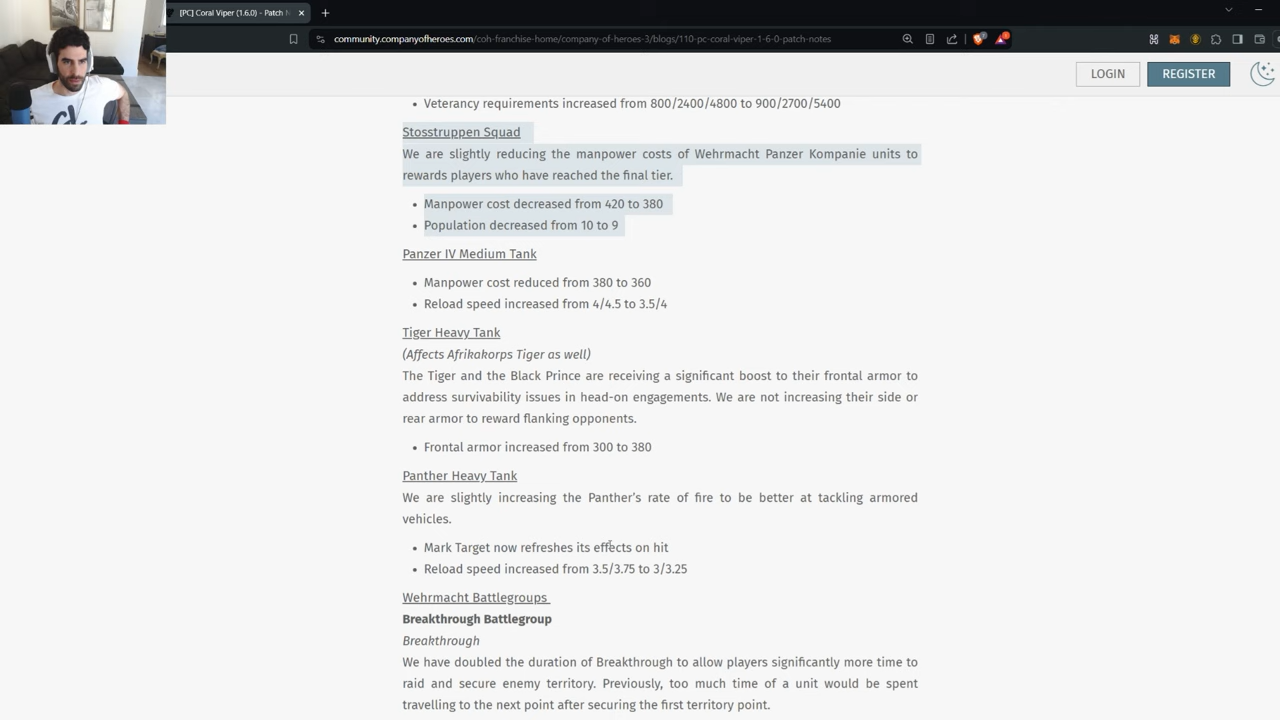 [PC] Coral Viper (1.6.0) – Patch N
community.companyofheroes.com/coh-franchise-home/company-of-heroes-3/blogs/110-pc-coral-viper-1-6-0-patch-notes
LOGIN
REGISTER
• Veterancy requirements increased from 800/2400/4800 to 900/2700/5400
Stosstruppen Squad
We are slightly reducing the manpower costs of Wehrmacht Panzer Kompanie units to
rewards players who have reached the final tier.
• Manpower cost decreased from 420 to 380
• Population decreased from 10 to 9
Panzer IV Medium Tank
• Manpower cost reduced from 380 to 360
• Reload speed increased from 4/4.5 to 3.5/4
Tiger Heavy Tank
(Affects Afrikakorps Tiger as well)
The Tiger and the Black Prince are receiving a significant boost to their frontal armor to
address survivability issues in head-on engagements. We are not increasing their side or
rear armor to reward flanking opponents.
• Frontal armor increased from 300 to 380
Panther Heavy Tank
We are slightly increasing the Panther's rate of fire to be better at tackling armored
vehicles.
• Mark Target now refreshes its effects on hit
• Reload speed increased from 3.5/3.75 to 3/3.25
Wehrmacht Battlegroups
Breakthrough Battlegroup
Breakthrough
We have doubled the duration of Breakthrough to allow players significantly more time to
raid and secure enemy territory. Previously, too much time of a unit would be spent
travelling to the next point after securing the first territory point.